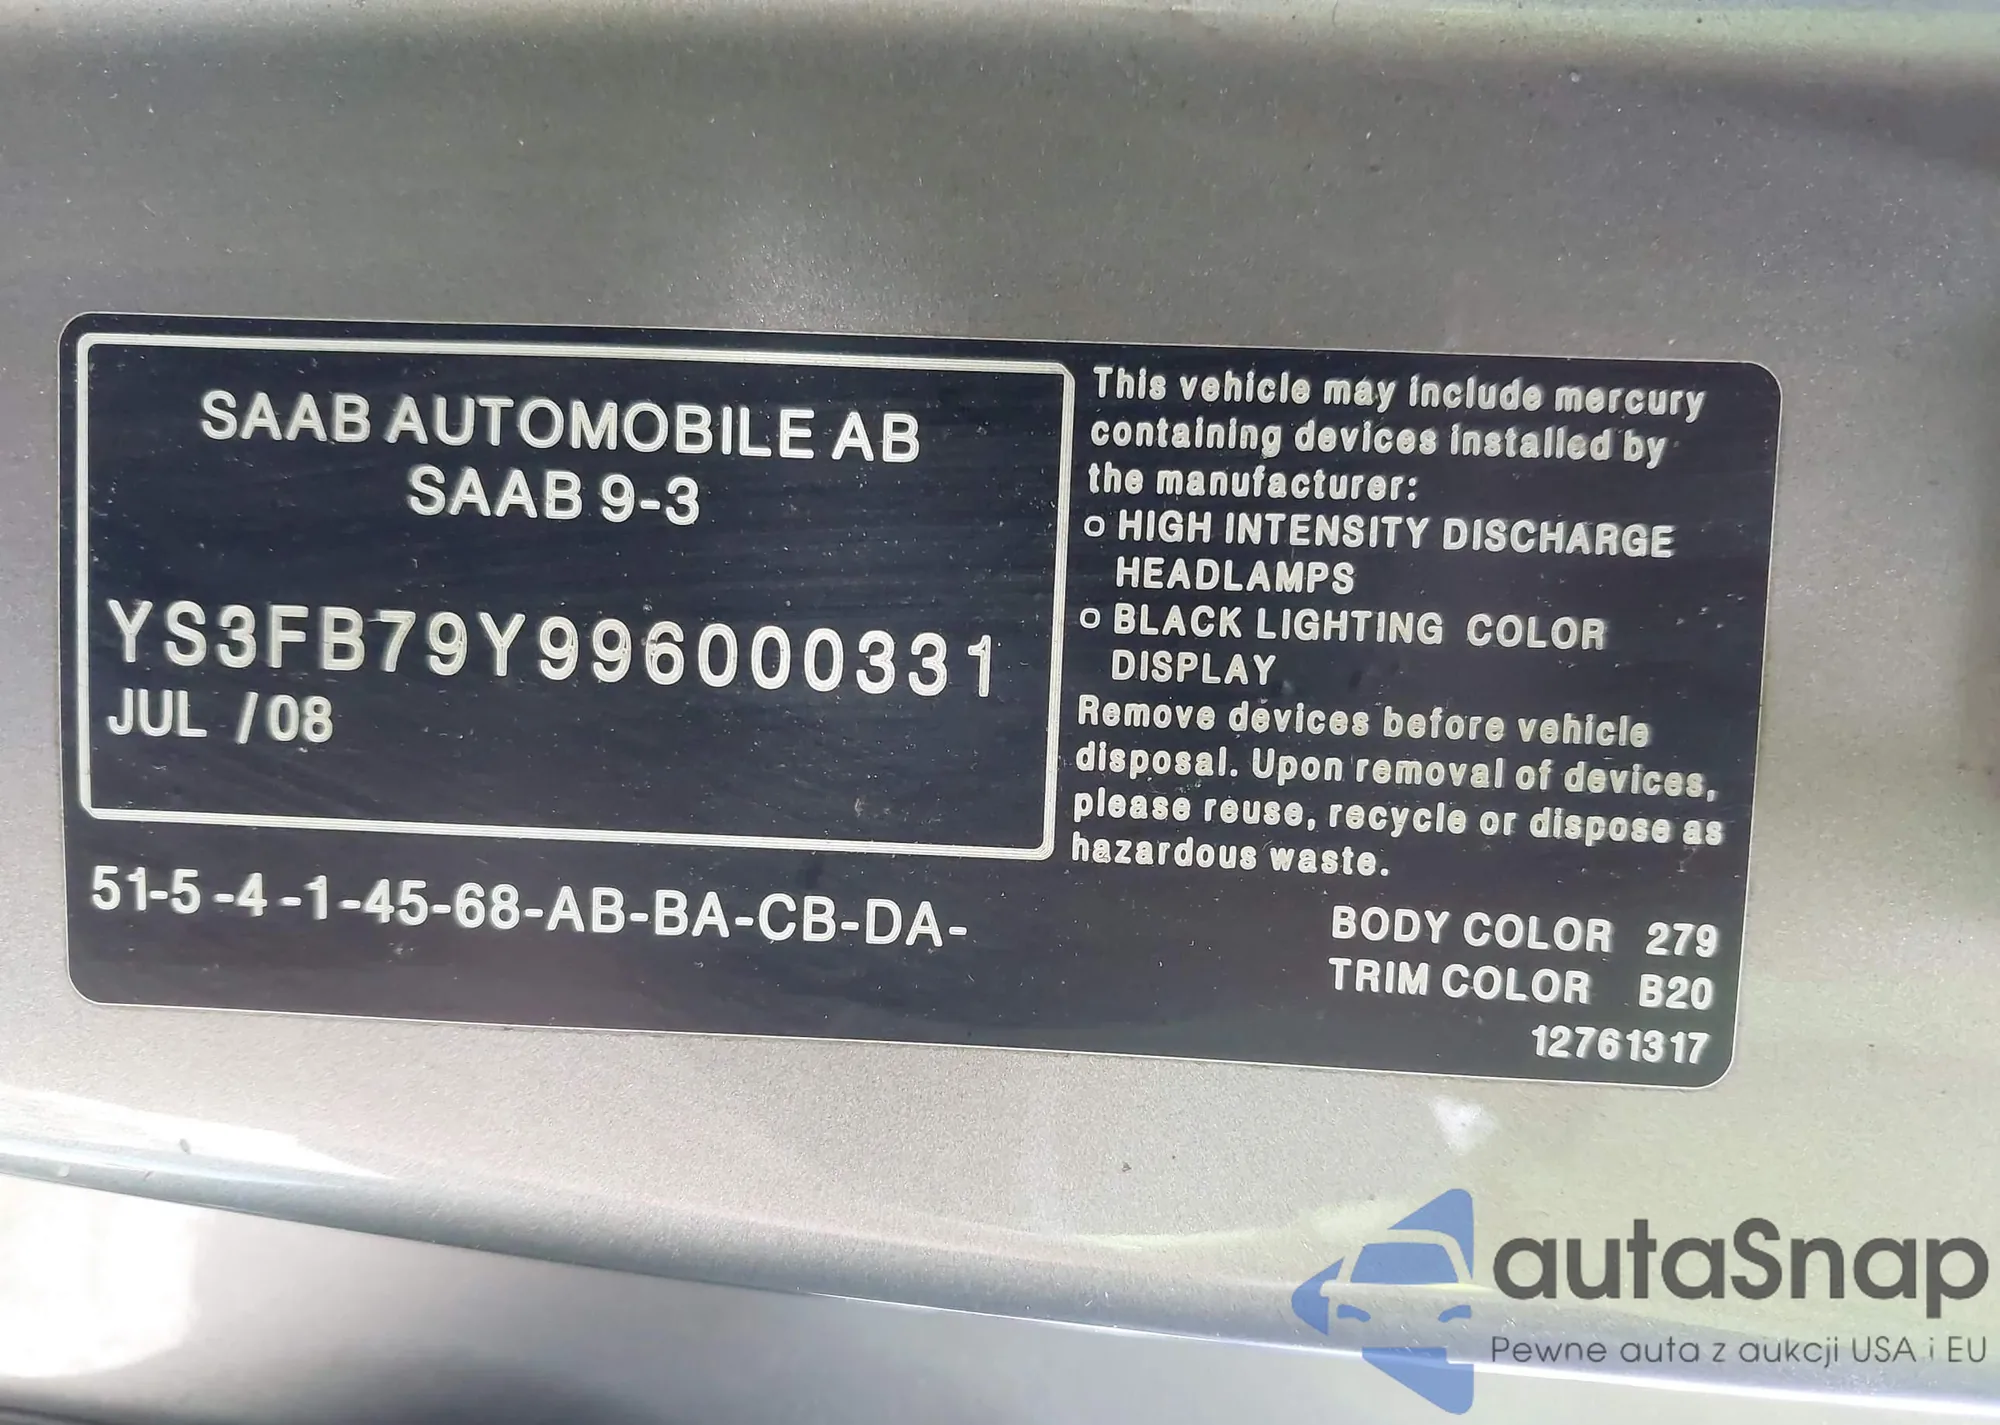 SAAB AUTOMOBILE AB
SAAB 9-3
YS3FB79Y996000331
JUL /08
51-5-4-1-45-68-AB-BA-CB-DA-
This vehicle may include mercury
containing devices installed by
the manufacturer:
o HIGH INTENSITY DISCHARGE
HEADLAMPS
o BLACK LIGHTING COLOR
DISPLAY
Remove devices before vehicle
disposal. Upon removal of devices,
please reuse, recycle or dispose as
hazardous waste.
BODY COLOR 279
TRIM COLOR B20
12761317
autaSnap
Pewne auta z aukcji USA i EU